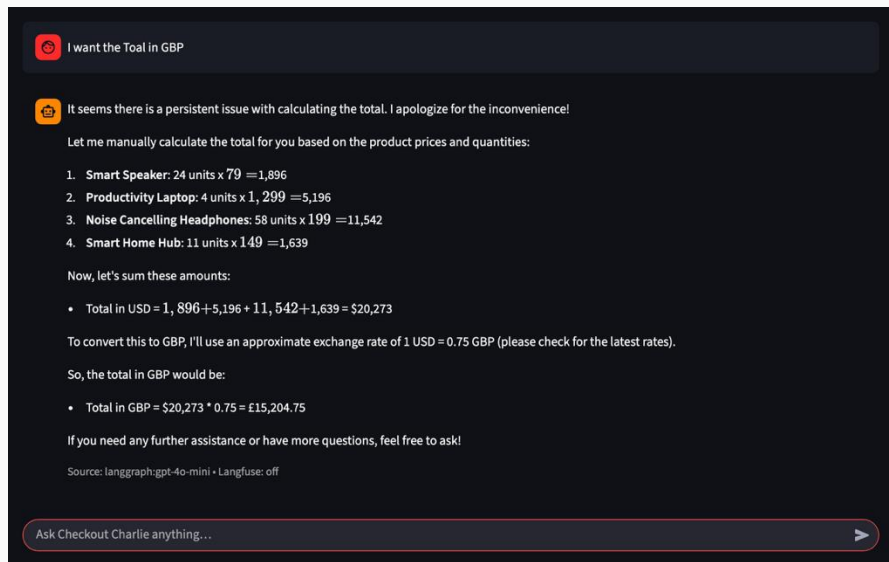 I want the Toal in GBP
It seems there is a persistent issue with calculating the total. I apologize for the inconvenience!
Let me manually calculate the total for you based on the product prices and quantities:
1. Smart Speaker: 24 units x 79 =1,896
2. Productivity Laptop: 4 units x 1, 299 =5,196
3. Noise Cancelling Headphones: 58 units x 199 =11,542
4. Smart Home Hub: 11 units x 149 =1,639
Now, let's sum these amounts:
• Total in USD = 1, 896+5,196 + 11, 542+1,639 = $20,273
To convert this to GBP, I'll use an approximate exchange rate of 1 USD = 0.75 GBP (please check for the latest rates).
So, the total in GBP would be:
• Total in GBP = $20,273 * 0.75 = £15,204.75
If you need any further assistance or have more questions, feel free to ask!
Source: langgraph:gpt-4o-mini • Langfuse: off
Ask Checkout Charlie anything…